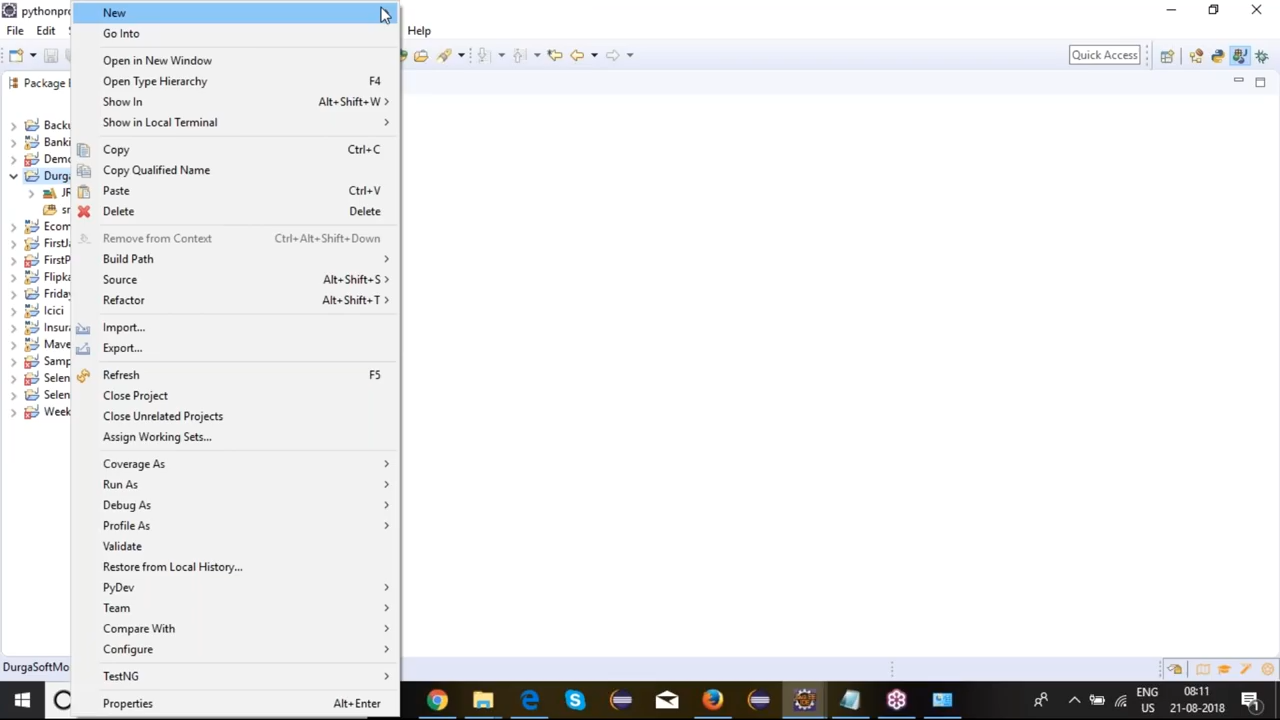 pythonpro
File Edit
Help
Quick Access
Package
Backu
Banki
Demo
Durga
JR
sr
Ecom
FirstJa
FirstP
Flipka
Friday
Icici
Insura
Mave
Samp
Selen
Selen
Week
New
Go Into
Open in New Window
Open Type Hierarchy F4
Show In Alt+Shift+W
Show in Local Terminal
Copy Ctrl+C
Copy Qualified Name
Paste Ctrl+V
Delete Delete
Remove from Context Ctrl+Alt+Shift+Down
Build Path
Source Alt+Shift+S
Refactor Alt+Shift+T
Import...
Export...
Refresh F5
Close Project
Close Unrelated Projects
Assign Working Sets...
Coverage As
Run As
Debug As
Profile As
Validate
Restore from Local History...
PyDev
Team
Compare With
Configure
TestNG
Properties Alt+Enter
DurgaSoftMo
ENG
US
08:11
21-08-2018